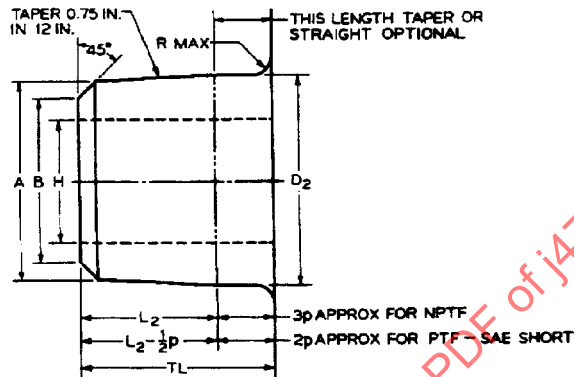 TAPER 0.75 IN.
IN 12 IN.
THIS LENGTH TAPER OR
STRAIGHT OPTIONAL
R MAX
45°
A
B
H
D2
L2
3p APPROX FOR NPTF
L2-½p
2p APPROX FOR PTF – SAE SHORT
TL
PDF of j47